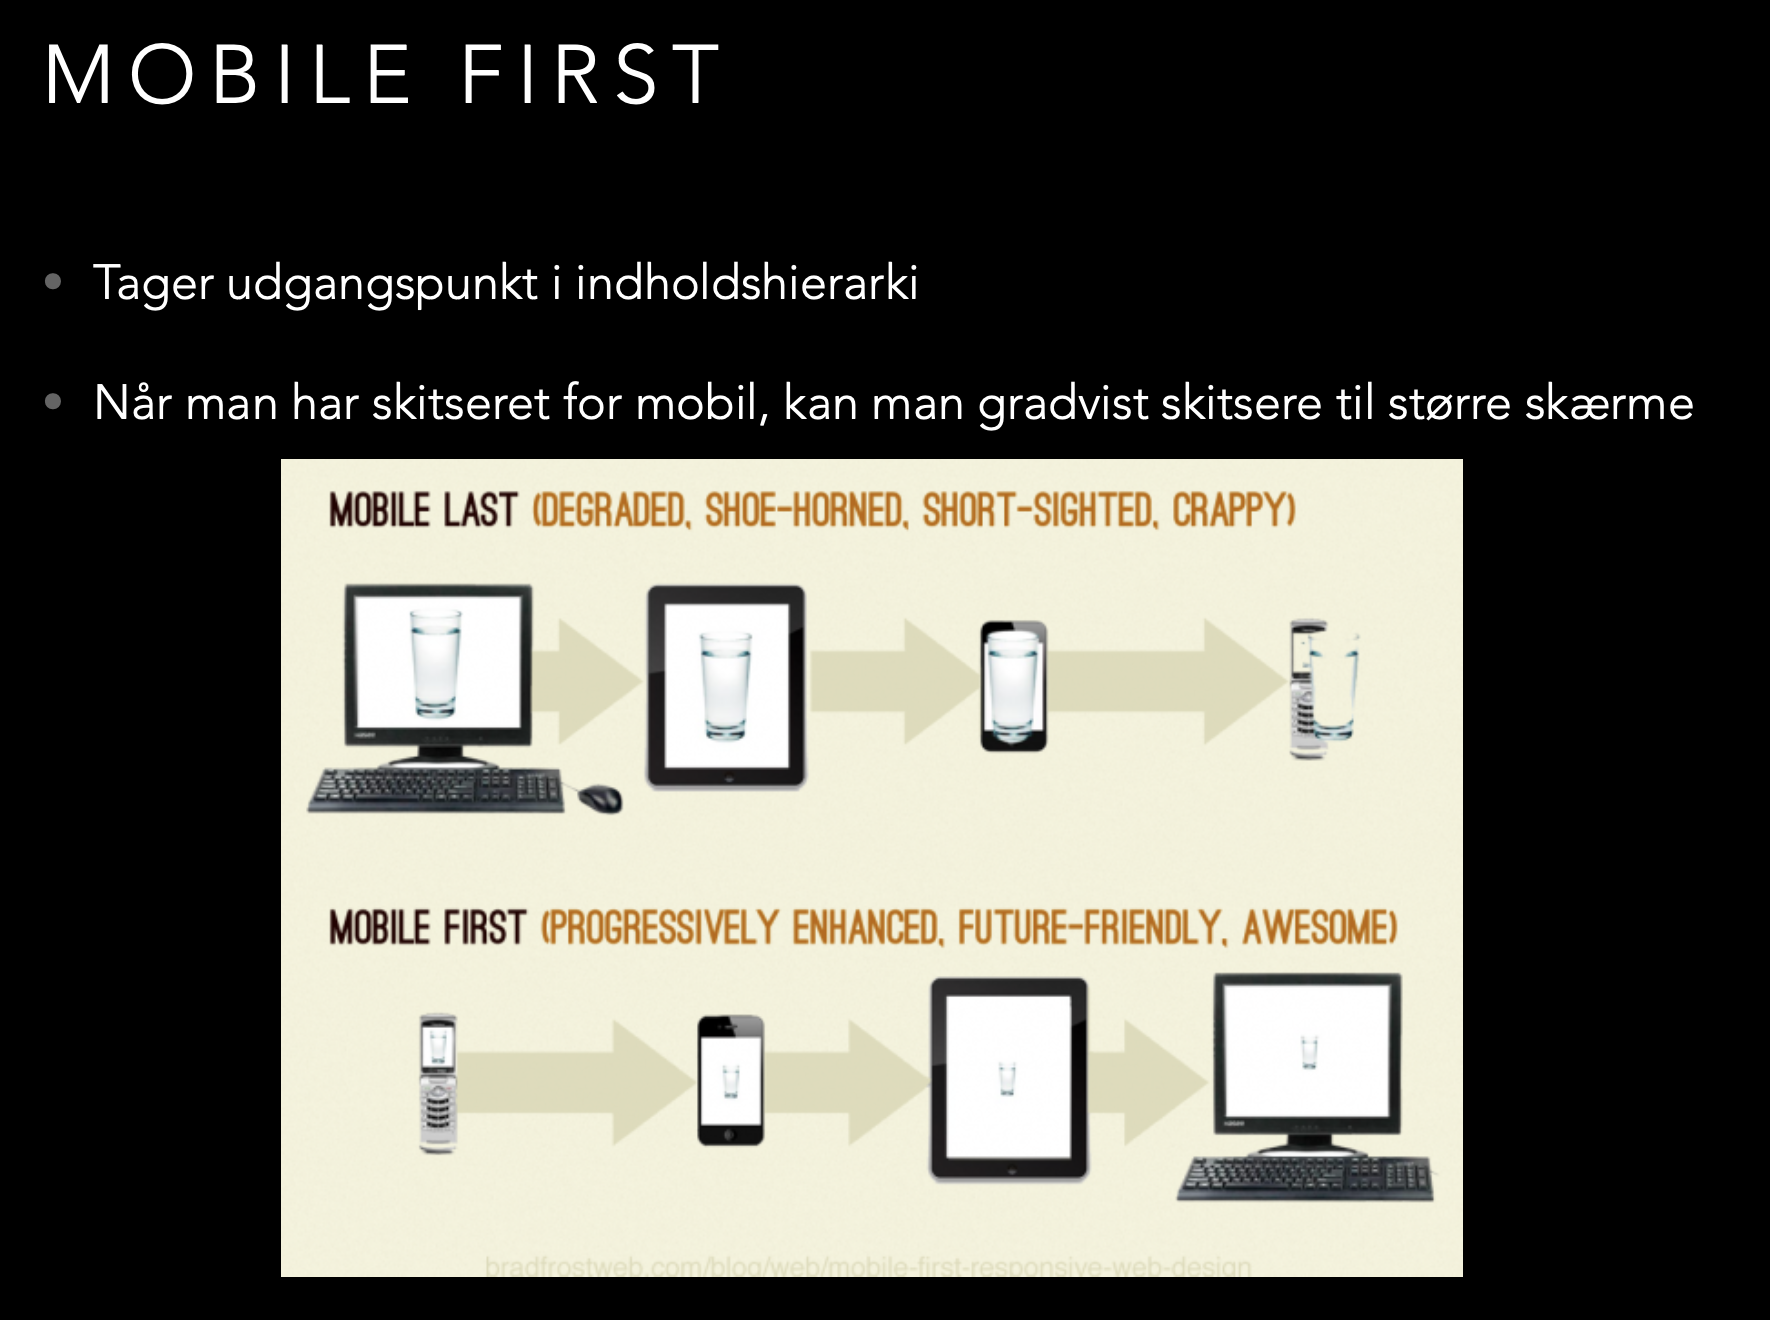 MOBILE FIRST
• Tager udgangspunkt i indholdshierarki
• Når man har skitseret for mobil, kan man gradvist skitsere til større skærme
MOBILE LAST (DEGRADED, SHOE-HORNED, SHORT-SIGHTED, CRAPPY)
MOBILE FIRST (PROGRESSIVELY ENHANCED, FUTURE-FRIENDLY, AWESOME)
bradfrostweb.com/blog/web/mobile-first-responsive-web-design